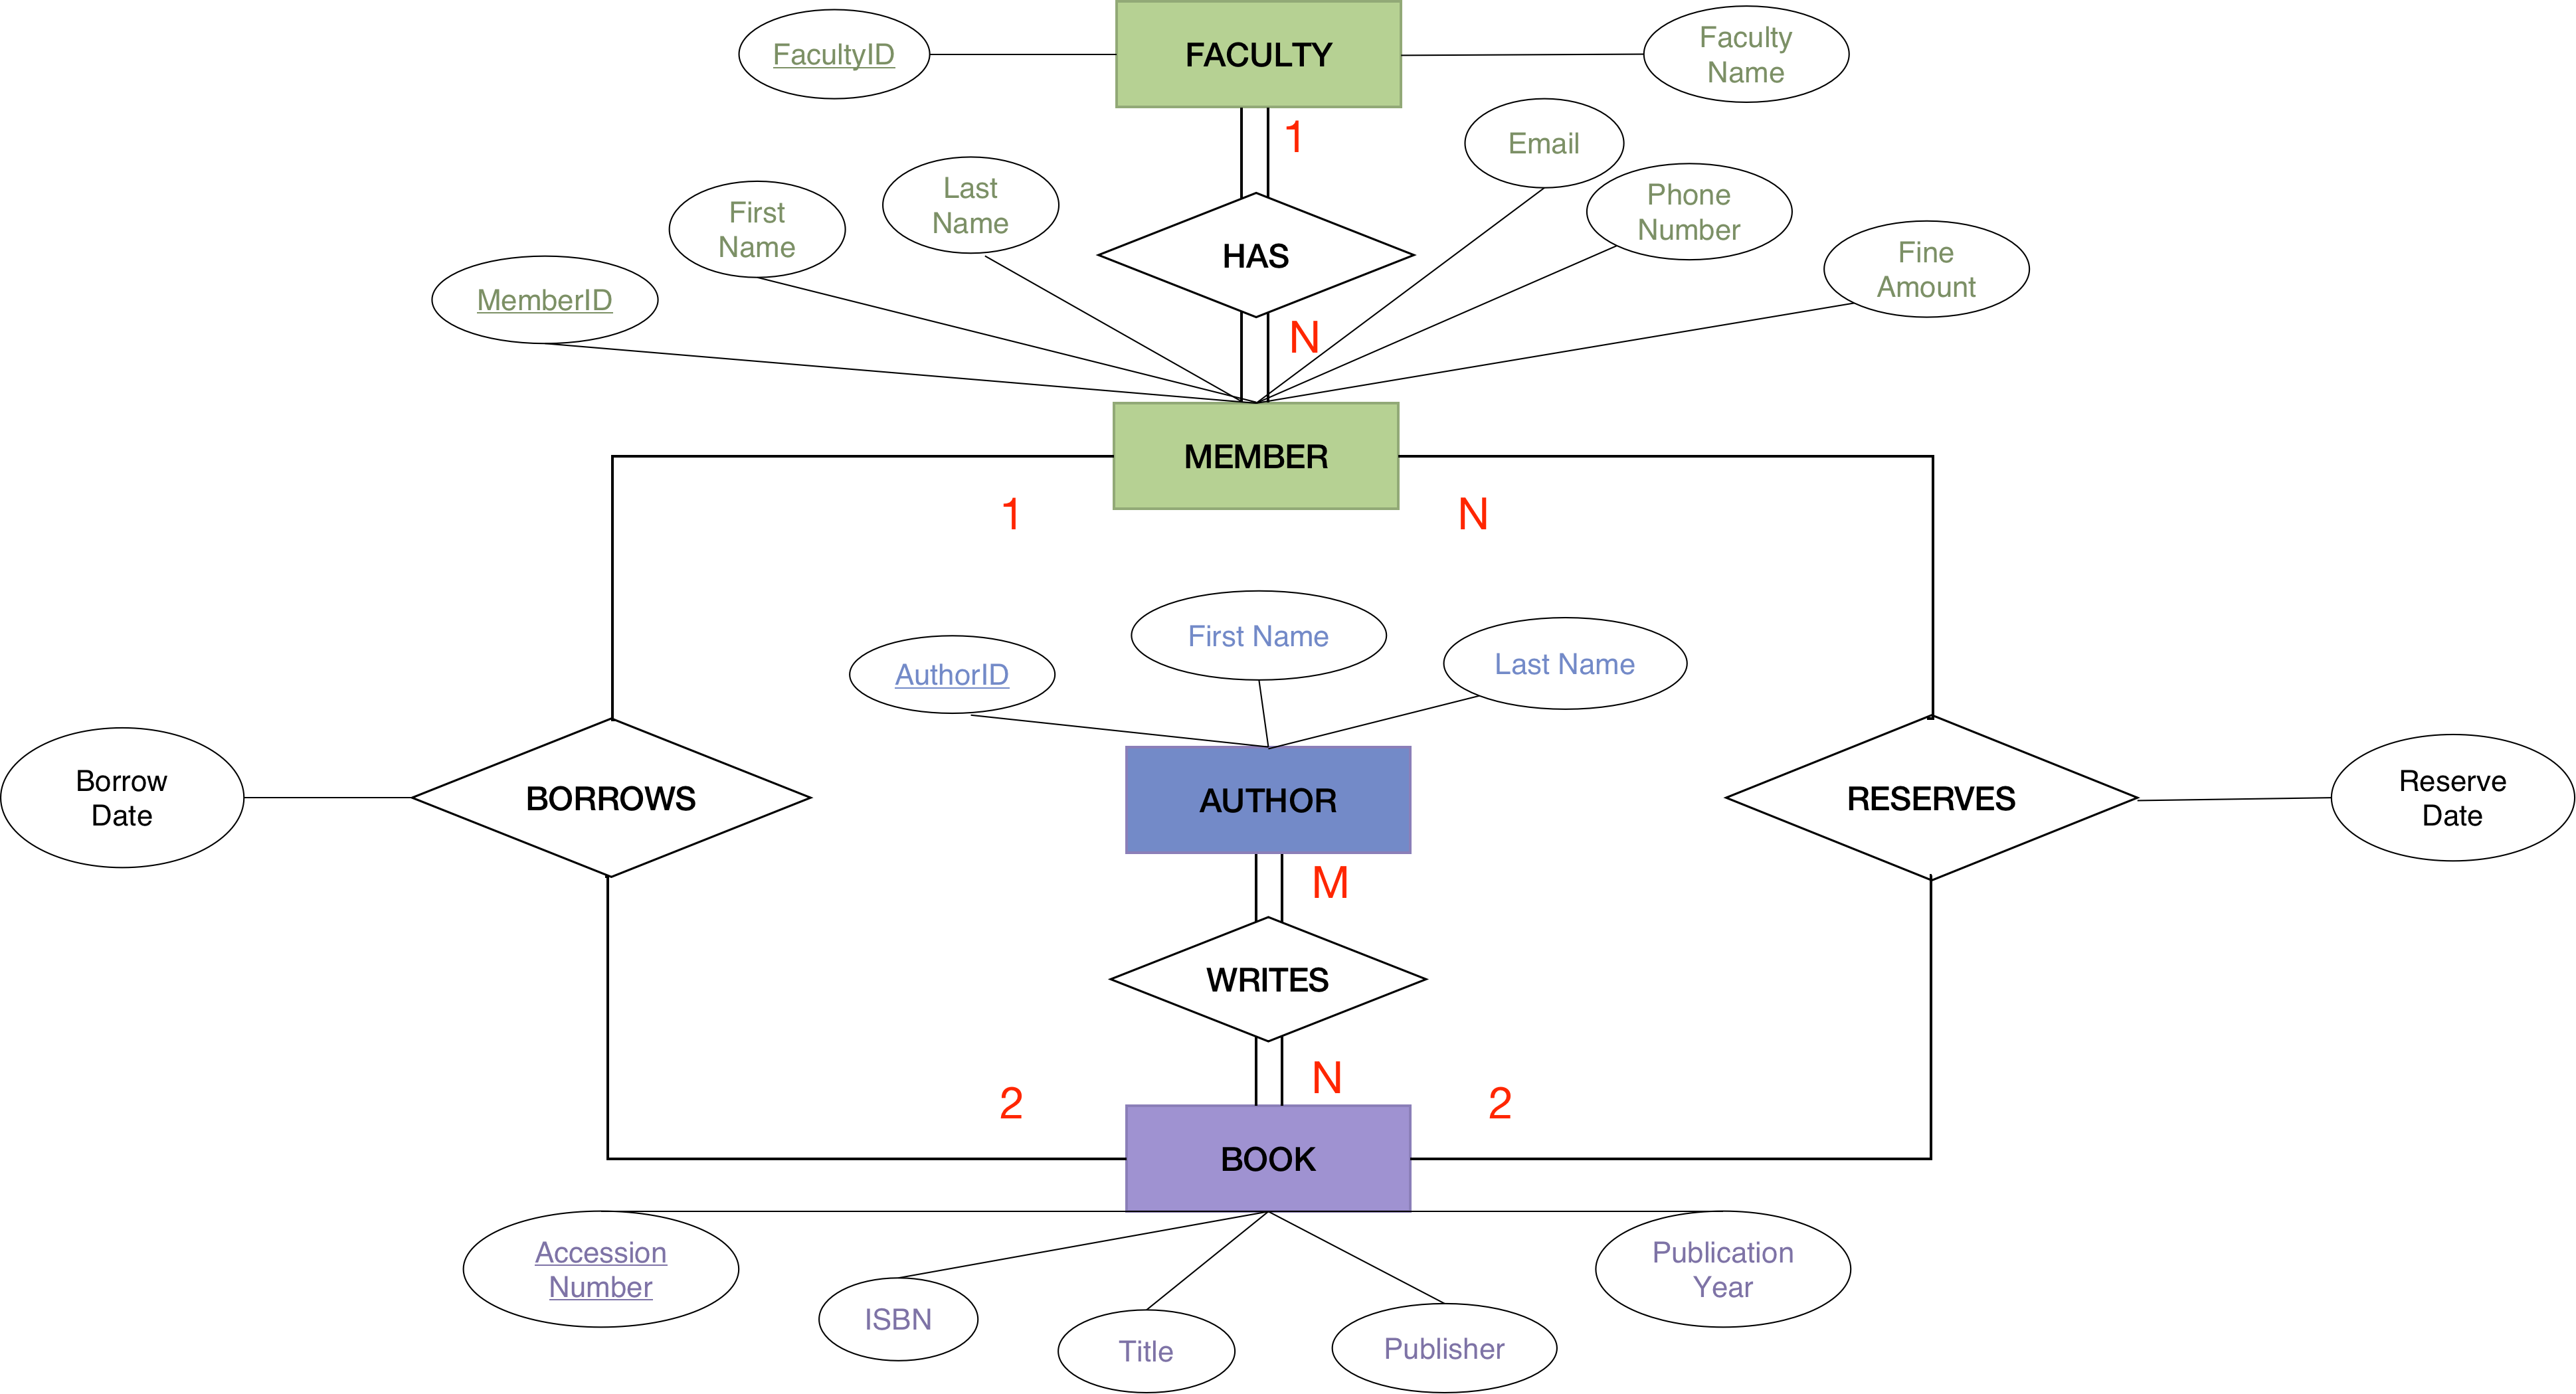 FacultyID
FACULTY
Faculty
Name
1
Email
Last
Name
Phone
Number
First
Name
HAS
Fine
Amount
MemberID
N
MEMBER
1
N
First Name
AuthorID
Last Name
Borrow
Date
BORROWS
AUTHOR
RESERVES
Reserve
Date
M
WRITES
N
2
2
BOOK
Accession
Number
ISBN
Title
Publisher
Publication
Year